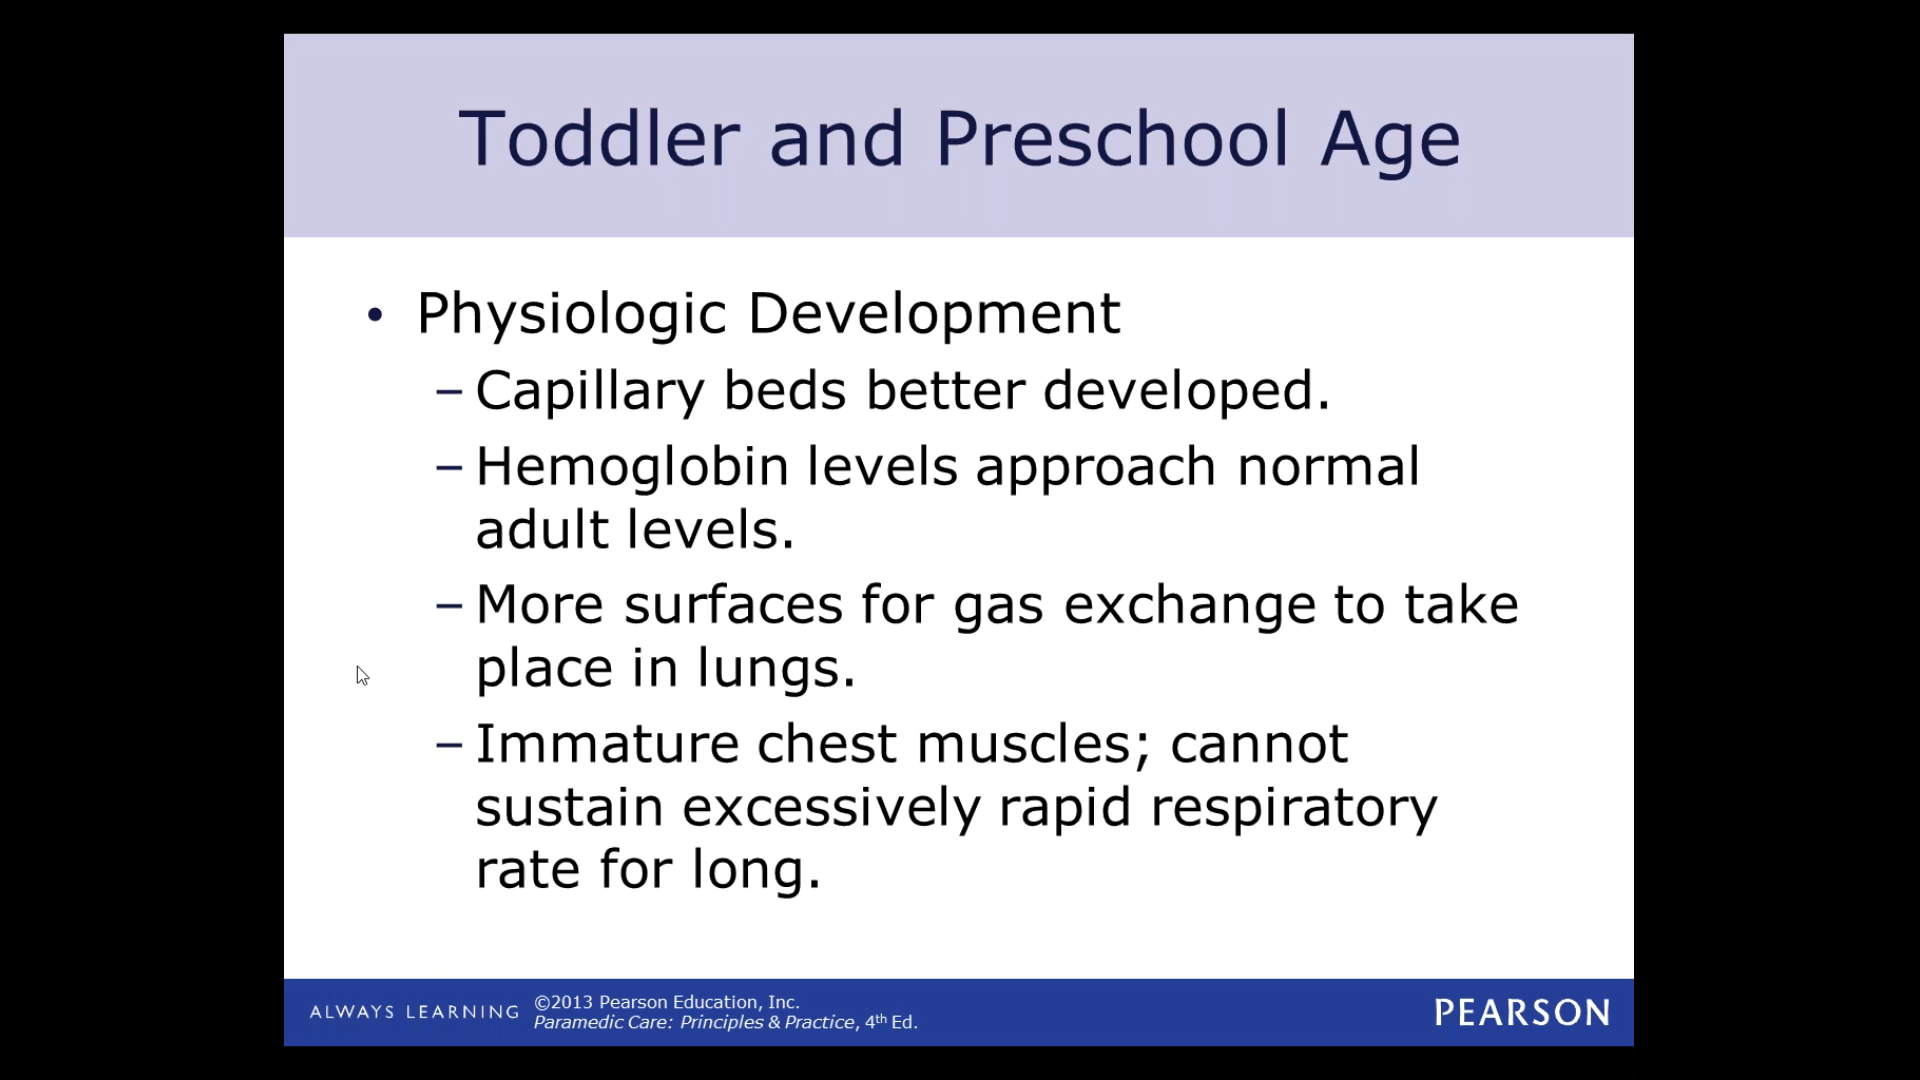 Toddler and Preschool Age
• Physiologic Development
– Capillary beds better developed.
– Hemoglobin levels approach normal
adult levels.
– More surfaces for gas exchange to take
place in lungs.
– Immature chest muscles; cannot
sustain excessively rapid respiratory
rate for long.
ALWAYS LEARNING
©2013 Pearson Education, Inc.
Paramedic Care: Principles & Practice, 4th Ed.
PEARSON